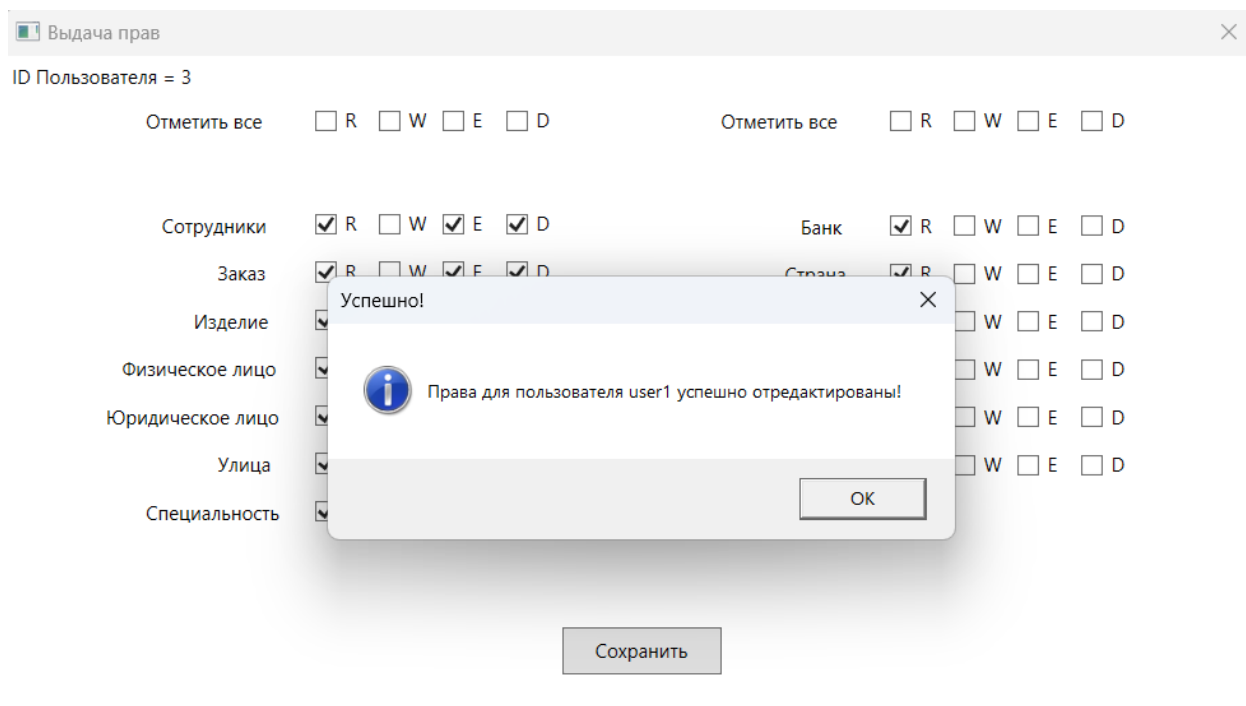 Выдача прав
ID Пользователя = 3
Отметить все R W E D Отметить все R W E D
Сотрудники R W E D Банк R W E D
Заказ R W E D Страна R W E D
Успешно!
Изделие W E D
Физическое лицо W E D
Права для пользователя user1 успешно отредактированы!
Юридическое лицо W E D
Улица W E D
OK
Специальность
Сохранить